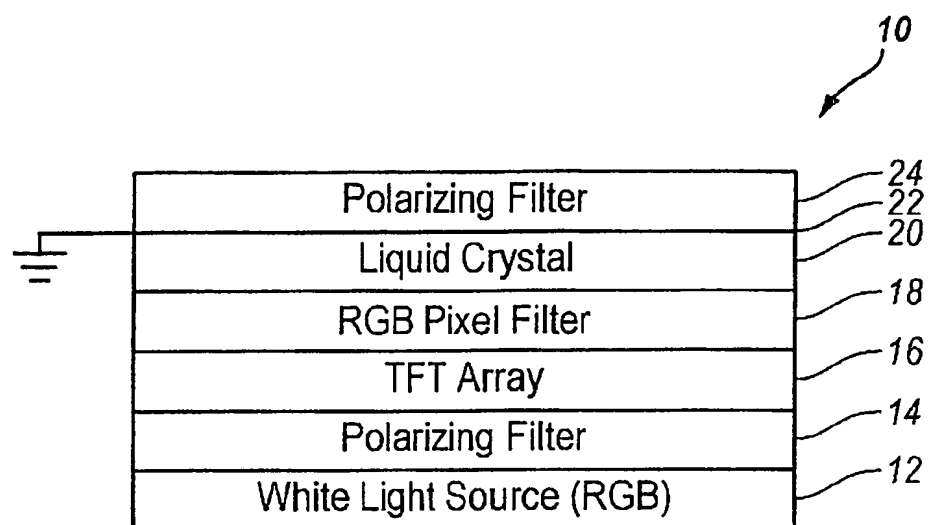 10
Polarizing Filter
24
22
Liquid Crystal
20
RGB Pixel Filter
18
TFT Array
16
Polarizing Filter
14
White Light Source (RGB)
12